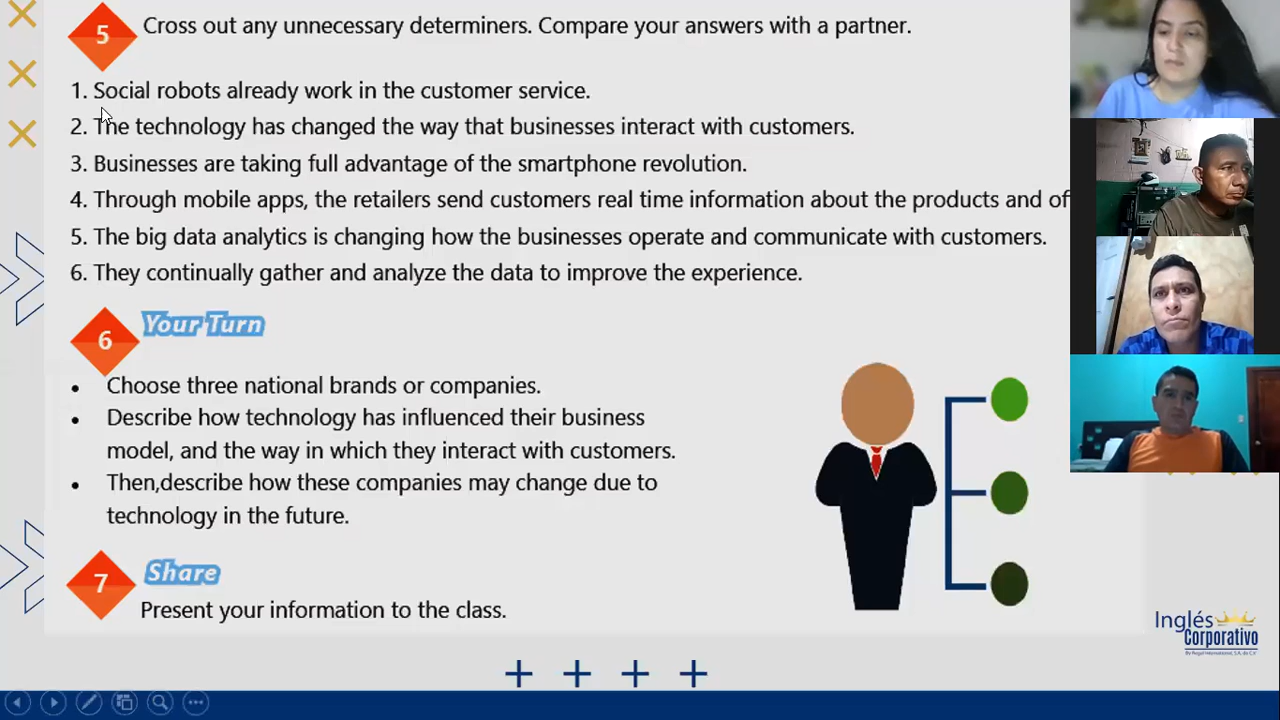 5 Cross out any unnecessary determiners. Compare your answers with a partner.
1. Social robots already work in the customer service.
2. The technology has changed the way that businesses interact with customers.
3. Businesses are taking full advantage of the smartphone revolution.
4. Through mobile apps, the retailers send customers real time information about the products and of
5. The big data analytics is changing how the businesses operate and communicate with customers.
6. They continually gather and analyze the data to improve the experience.
6 Your Turn
• Choose three national brands or companies.
• Describe how technology has influenced their business
model, and the way in which they interact with customers.
• Then,describe how these companies may change due to
technology in the future.
7 Share
Present your information to the class.
Inglés
Corporativo